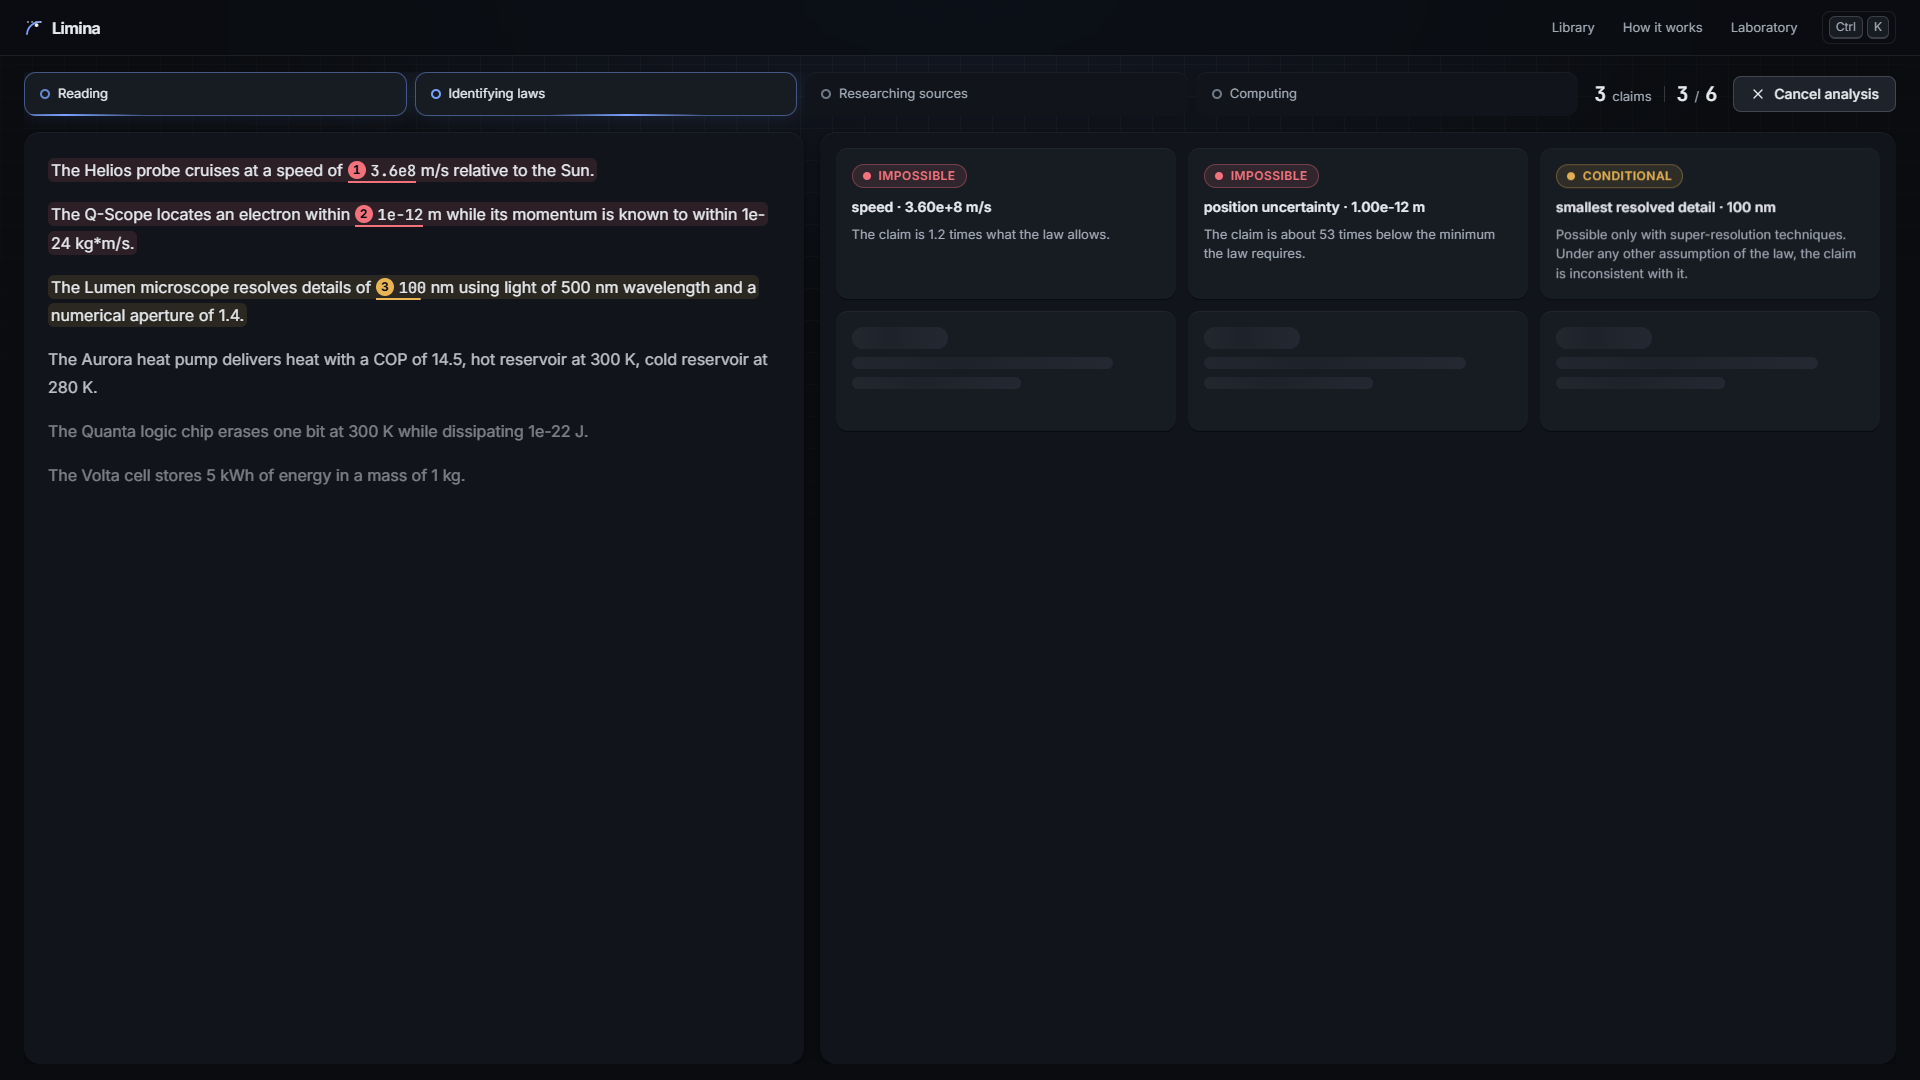 Limina
Library
How it works
Laboratory
Ctrl K
Reading
Identifying laws
Researching sources
Computing
3 claims
3 / 6
Cancel analysis
The Helios probe cruises at a speed of 1 3.6e8 m/s relative to the Sun.
The Q-Scope locates an electron within 2 1e-12 m while its momentum is known to within 1e-
24 kg*m/s.
The Lumen microscope resolves details of 3 100 nm using light of 500 nm wavelength and a
numerical aperture of 1.4.
The Aurora heat pump delivers heat with a COP of 14.5, hot reservoir at 300 K, cold reservoir at
280 K.
The Quanta logic chip erases one bit at 300 K while dissipating 1e-22 J.
The Volta cell stores 5 kWh of energy in a mass of 1 kg.
IMPOSSIBLE
speed · 3.60e+8 m/s
The claim is 1.2 times what the law allows.
IMPOSSIBLE
position uncertainty · 1.00e-12 m
The claim is about 53 times below the minimum
the law requires.
CONDITIONAL
smallest resolved detail · 100 nm
Possible only with super-resolution techniques.
Under any other assumption of the law, the claim
is inconsistent with it.